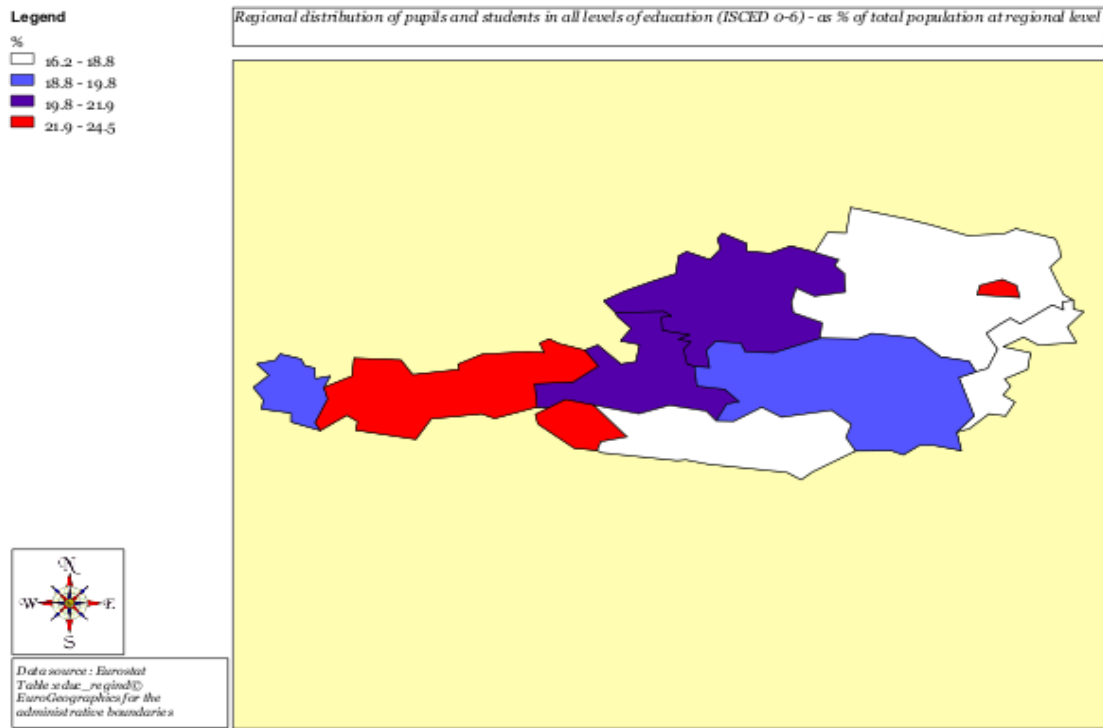 Legend
%
16.2 - 18.8
18.8 - 19.8
19.8 - 21.9
21.9 - 24.5
Regional distribution of pupils and students in all levels of education (ISCED 0-6) - as % of total population at regional level
N
W E
S
Data source : Eurostat
Table :educ_regind©
EuroGeographics for the
administrative boundaries